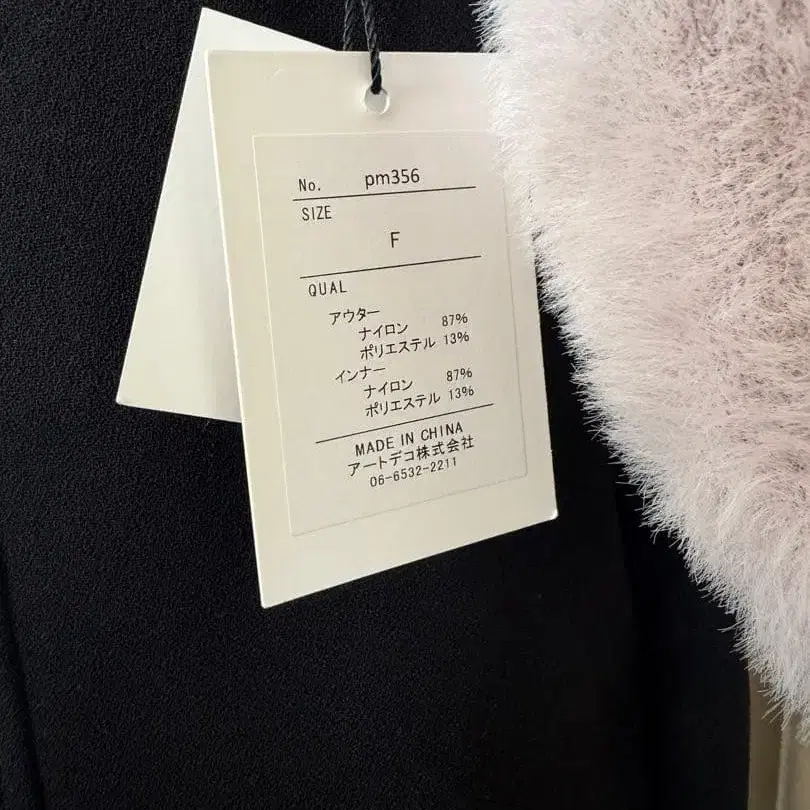 No. pm356
SIZE
F
QUAL
アウター
ナイロン 87%
ポリエステル 13%
インナー
ナイロン 87%
ポリエステル 13%
MADE IN CHINA
アートデコ株式会社
06-6532-2211